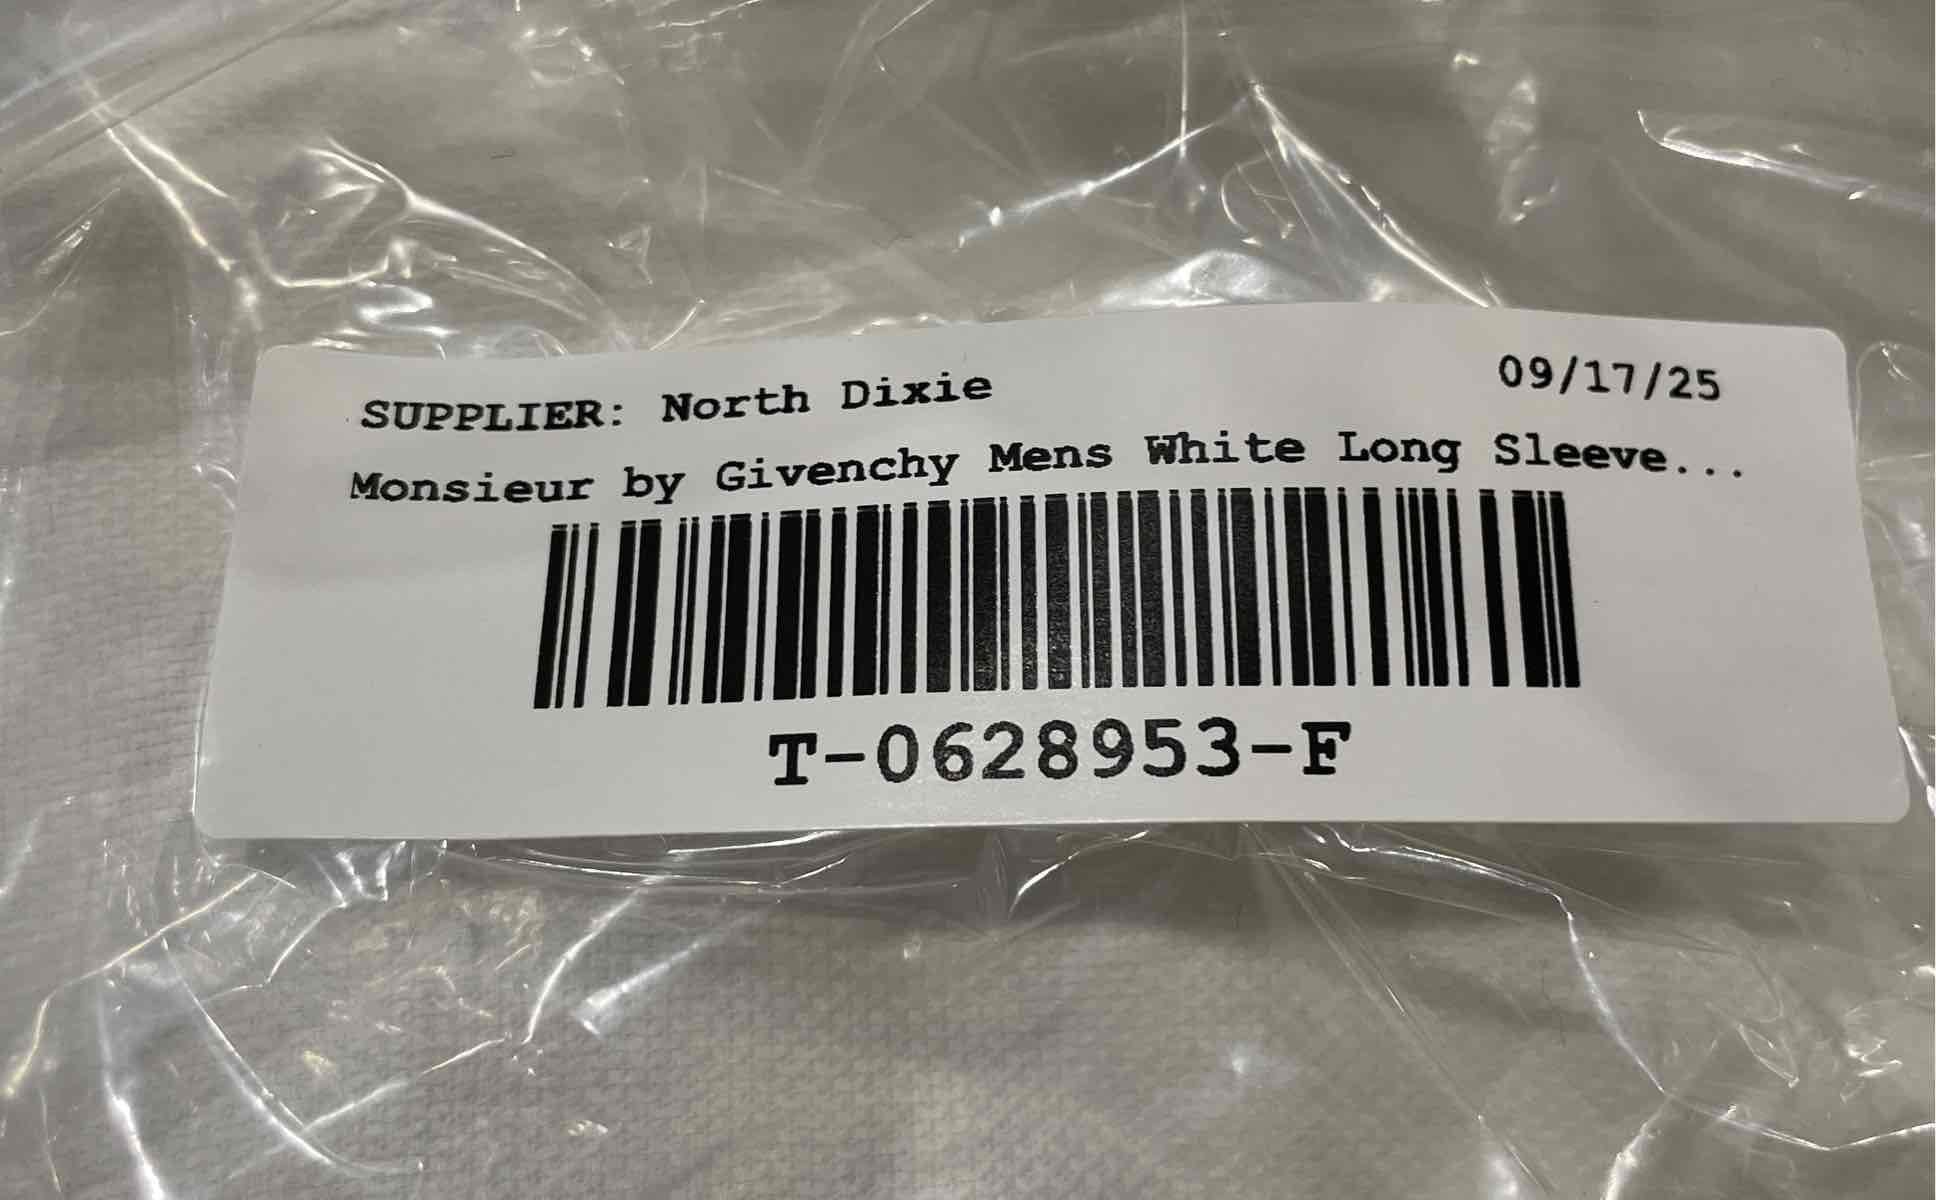 SUPPLIER: North Dixie 09/17/25
Monsieur by Givenchy Mens White Long Sleeve...
T-0628953-F